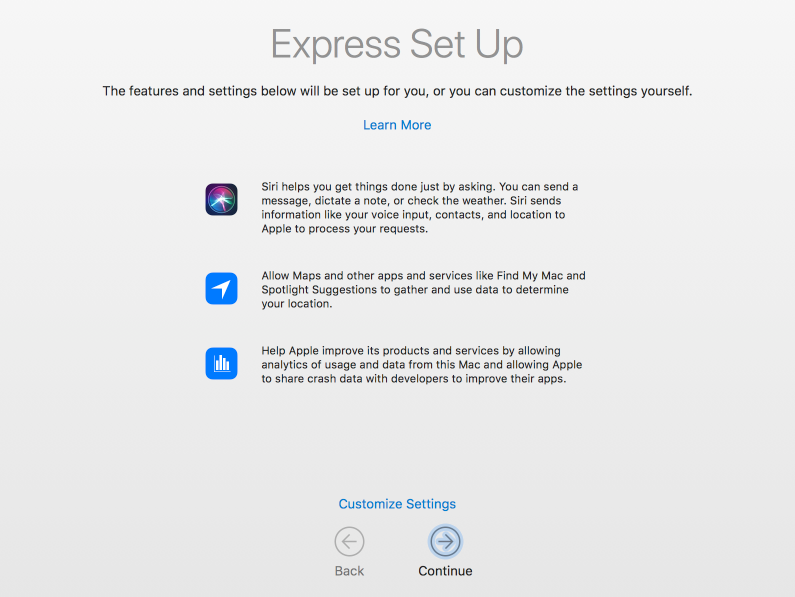 Express Set Up
The features and settings below will be set up for you, or you can customize the settings yourself.
Learn More
Siri helps you get things done just by asking. You can send a
message, dictate a note, or check the weather. Siri sends
information like your voice input, contacts, and location to
Apple to process your requests.
Allow Maps and other apps and services like Find My Mac and
Spotlight Suggestions to gather and use data to determine
your location.
Help Apple improve its products and services by allowing
analytics of usage and data from this Mac and allowing Apple
to share crash data with developers to improve their apps.
Customize Settings
Back
Continue